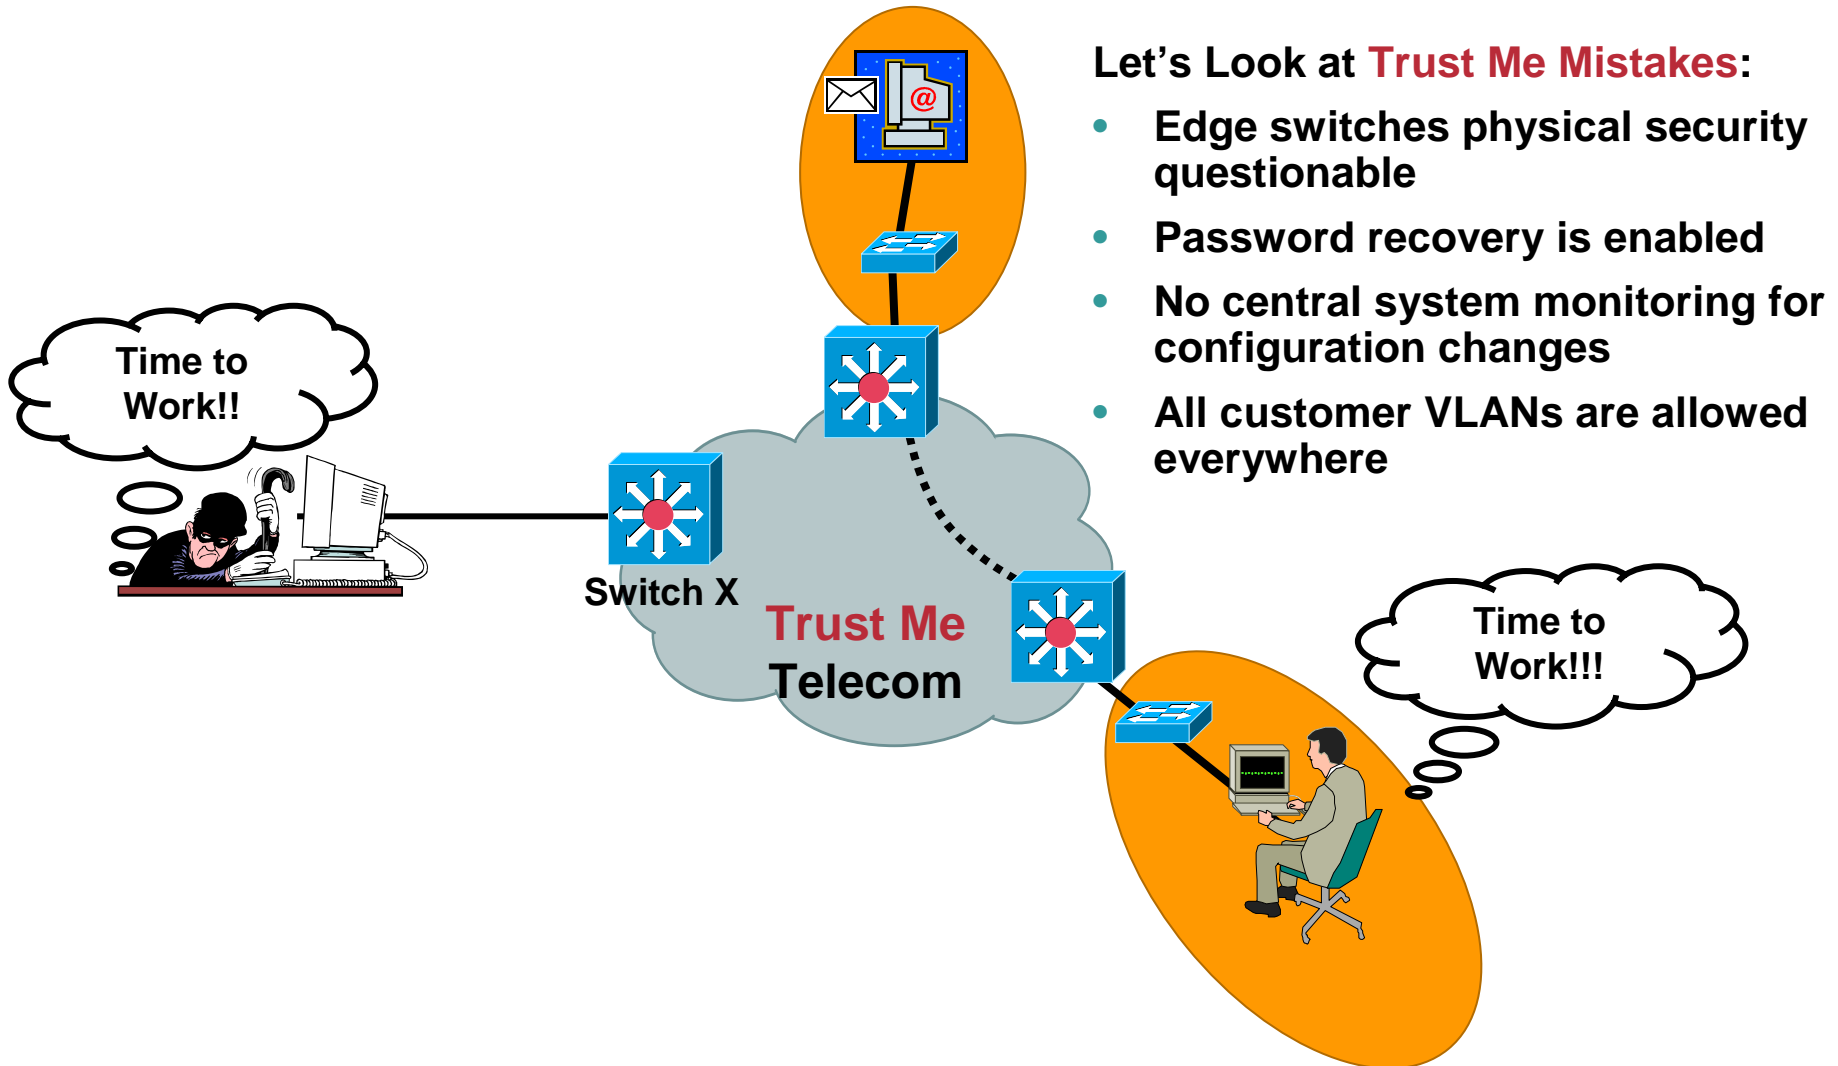 Let’s Look at Trust Me Mistakes:
• Edge switches physical security
questionable
• Password recovery is enabled
• No central system monitoring for
configuration changes
• All customer VLANs are allowed
everywhere
@
Time to
Work!!
Switch X
Trust Me
Telecom
Time to
Work!!!